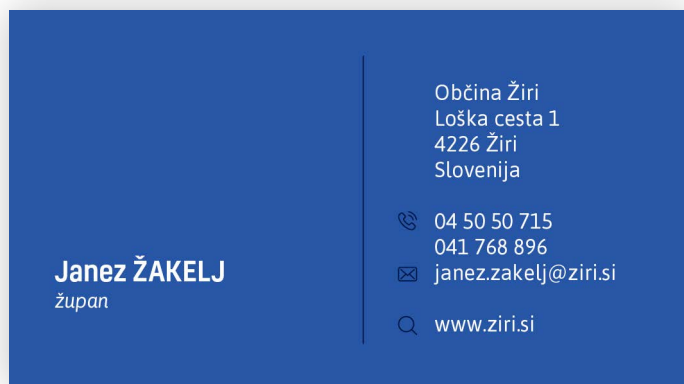 Janez ŽAKELJ
župan
Občina Žiri
Loška cesta 1
4226 Žiri
Slovenija
04 50 50 715
041 768 896
janez.zakelj@ziri.si
www.ziri.si